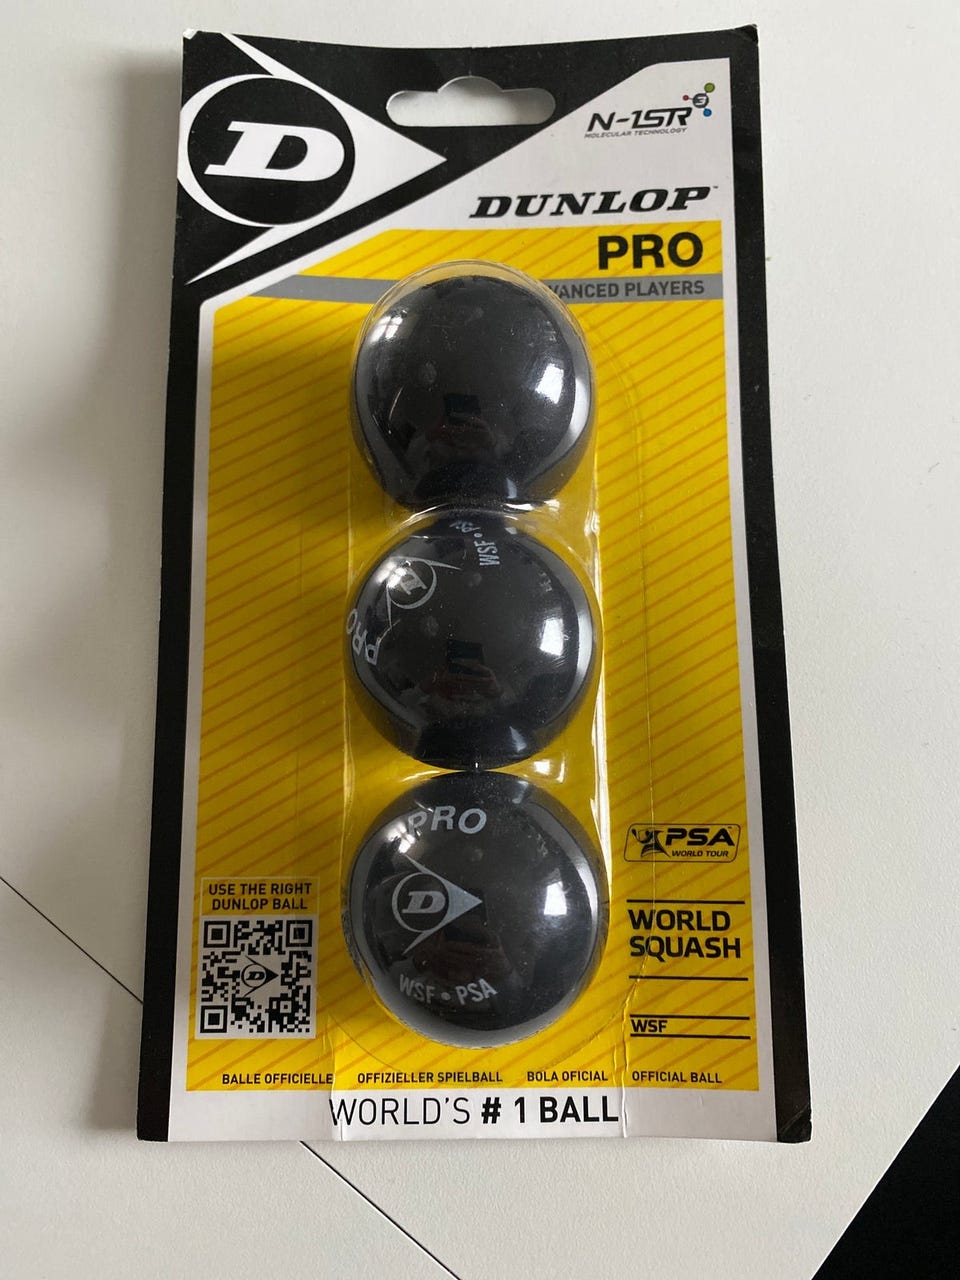 D
N-1SR 3
MOLECULAR TECHNOLOGY
DUNLOP
PRO
PLAYERS
WSF •
D
PRO
PRO
D
WSF • PSA
PSA
WORLD TOUR
WORLD
SQUASH
WSF
USE THE RIGHT
DUNLOP BALL
D
BALLE OFFICIELLE OFFIZIELLER SPIELBALL BOLA OFICIAL OFFICIAL BALL
WORLD'S # 1 BALL